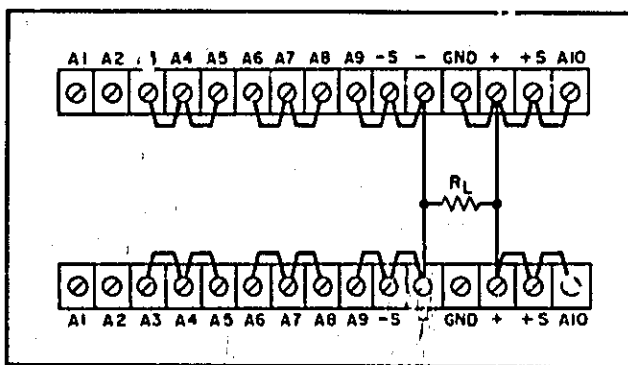 A1 A2 A4 A5 A6 A7 A8 A9 -S - GND + +S A10
RL
A1 A2 A3 A4 A5 A6 A7 A8 A9 -S - GND + +S A10